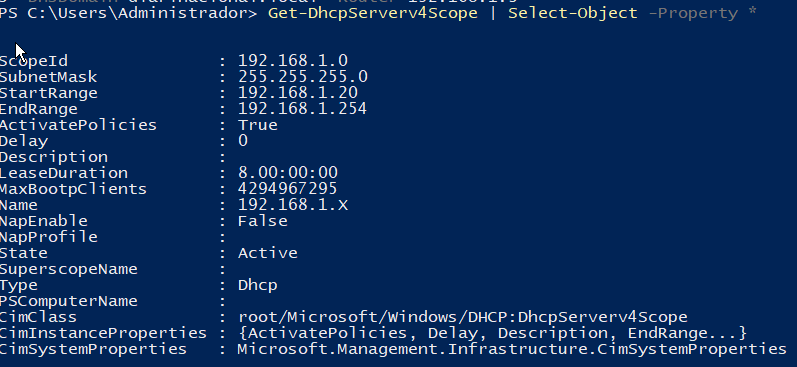 PS C:\Users\Administrador> Get-DhcpServerv4Scope | Select-Object -Property *
ScopeId : 192.168.1.0
SubnetMask : 255.255.255.0
StartRange : 192.168.1.20
EndRange : 192.168.1.254
ActivatePolicies : True
Delay : 0
Description :
LeaseDuration : 8.00:00:00
MaxBootpClients : 4294967295
Name : 192.168.1.X
NapEnable : False
NapProfile :
State : Active
SuperscopeName :
Type : Dhcp
PSComputerName :
CimClass : root/Microsoft/Windows/DHCP:DhcpServerv4Scope
CimInstanceProperties : {ActivatePolicies, Delay, Description, EndRange...}
CimSystemProperties : Microsoft.Management.Infrastructure.CimSystemProperties